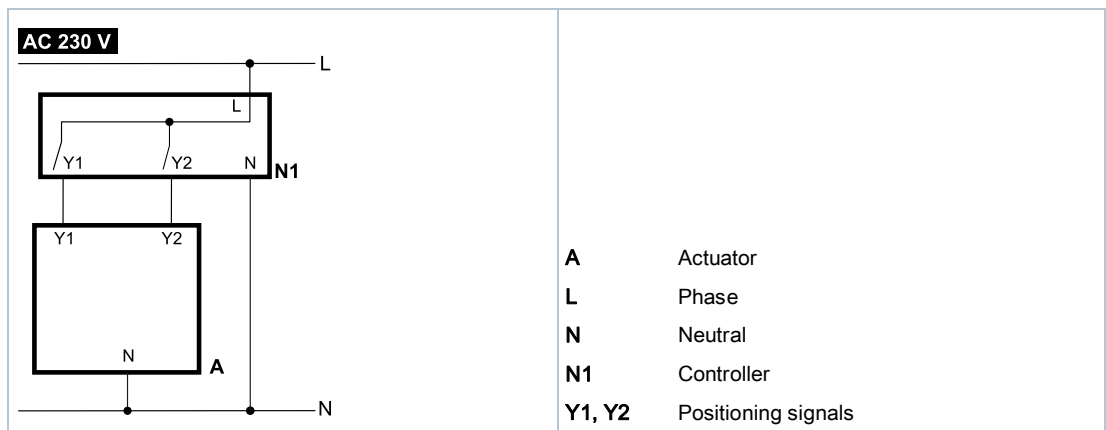 AC 230 V
L
L
Y1 Y2 N
N1
Y1 Y2
N
A
N
A Actuator
L Phase
N Neutral
N1 Controller
Y1, Y2 Positioning signals